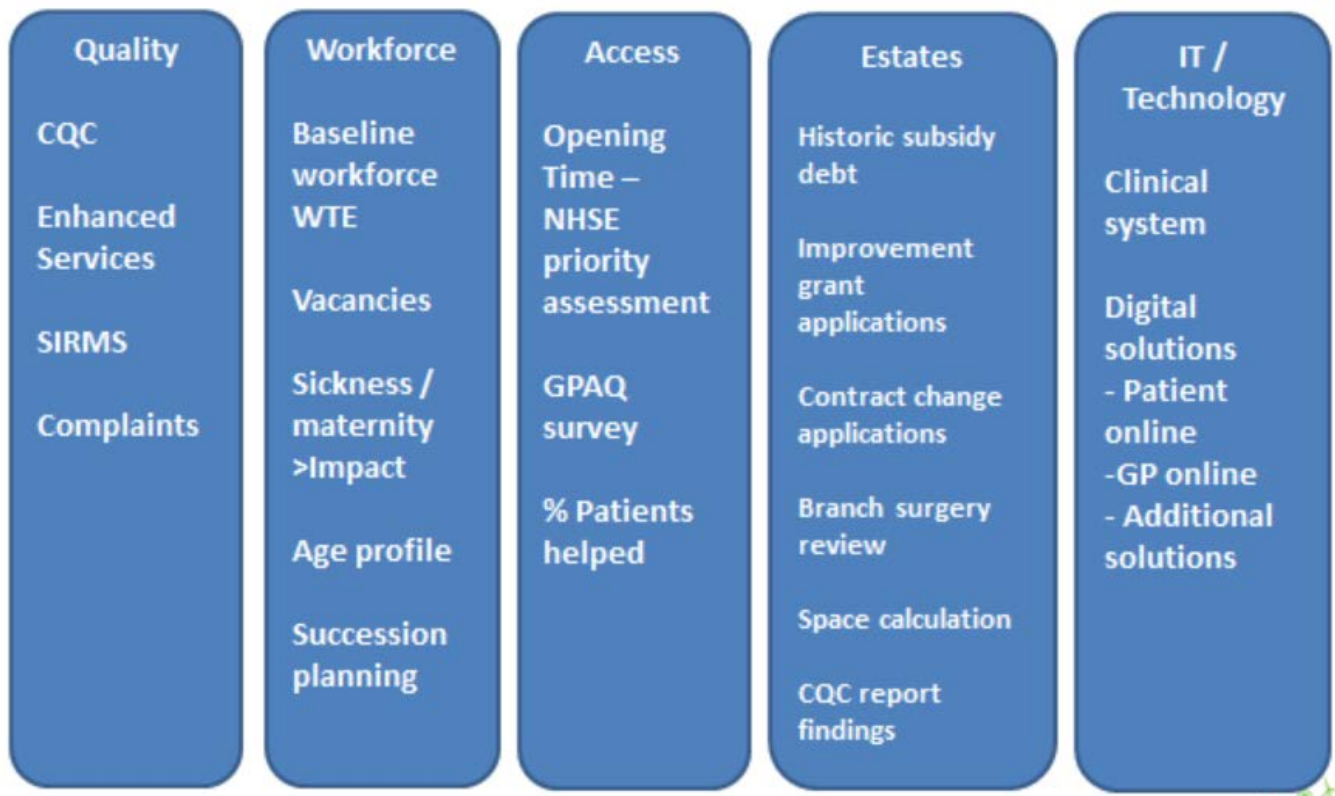 Quality
CQC
Enhanced
Services
SIRMS
Complaints
Workforce
Baseline
workforce
WTE
Vacancies
Sickness /
maternity
>Impact
Age profile
Succession
planning
Access
Opening
Time –
NHSE
priority
assessment
GPAQ
survey
% Patients
helped
Estates
Historic subsidy
debt
Improvement
grant
applications
Contract change
applications
Branch surgery
review
Space calculation
CQC report
findings
IT /
Technology
Clinical
system
Digital
solutions
- Patient
online
-GP online
- Additional
solutions